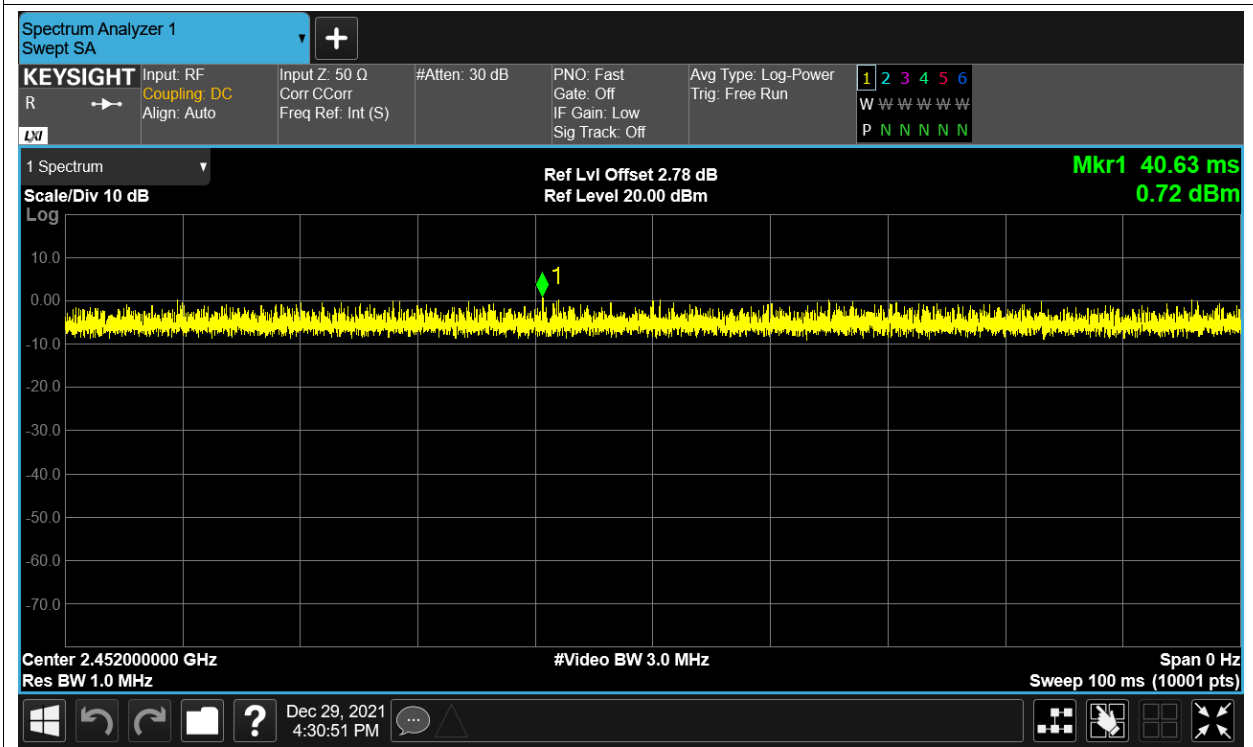 Spectrum Analyzer 1
Swept SA
KEYSIGHT
R
LXI
Input: RF
Coupling: DC
Align: Auto
Input Z: 50 Ω
Corr CCorr
Freq Ref: Int (S)
#Atten: 30 dB
PNO: Fast
Gate: Off
IF Gain: Low
Sig Track: Off
Avg Type: Log-Power
Trig: Free Run
1 2 3 4 5 6
W W W W W W
P N N N N N
1 Spectrum
Scale/Div 10 dB
Ref Lvl Offset 2.78 dB
Ref Level 20.00 dBm
Mkr1 40.63 ms
0.72 dBm
Log
10.0
0.00
-10.0
-20.0
-30.0
-40.0
-50.0
-60.0
-70.0
1
Center 2.452000000 GHz
Res BW 1.0 MHz
#Video BW 3.0 MHz
Span 0 Hz
Sweep 100 ms (10001 pts)
?
Dec 29, 2021
4:30:51 PM